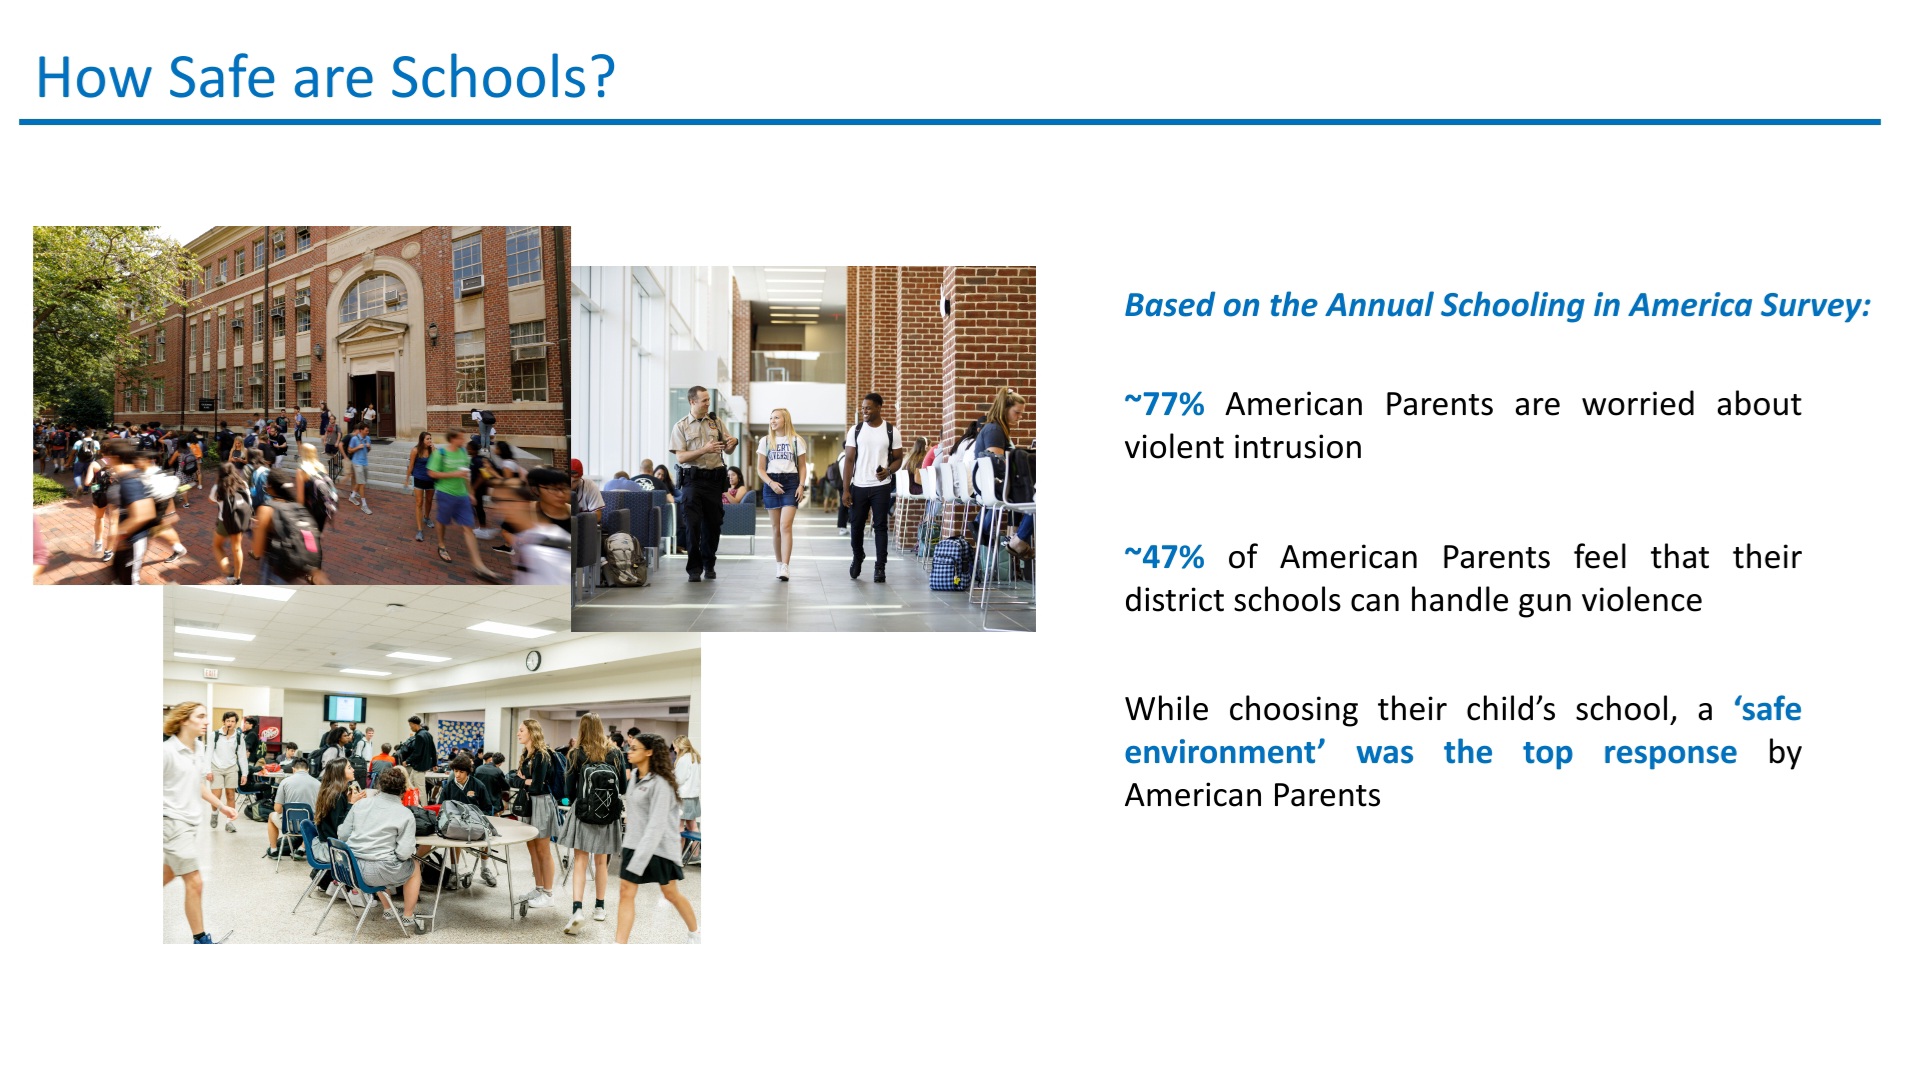 How Safe are Schools?
Based on the Annual Schooling in America Survey:
~77% American Parents are worried about
violent intrusion
~47% of American Parents feel that their
district schools can handle gun violence
While choosing their child’s school, a ‘safe
environment’ was the top response by
American Parents